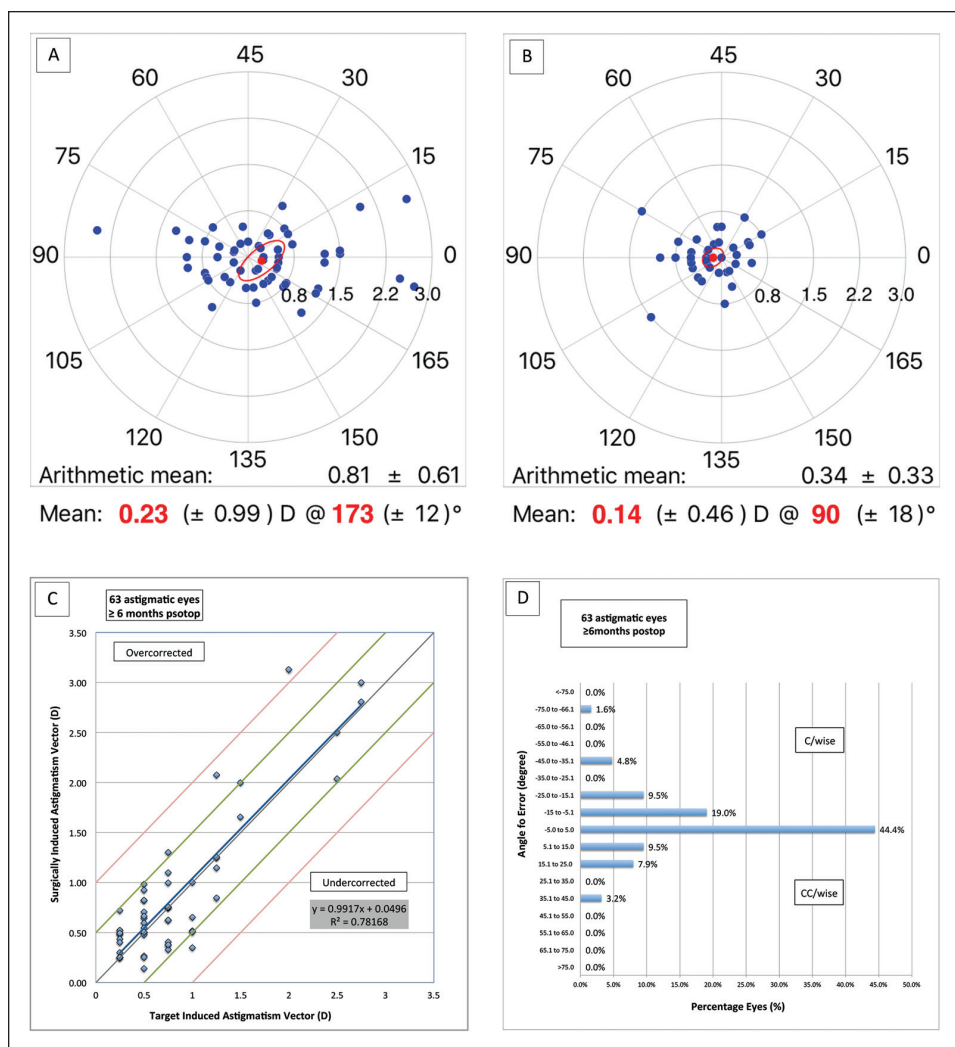 A
45
60
30
75
15
90
0
0.8 1.5 2.2 3.0
105
165
120
150
135
Arithmetic mean: 0.81 ± 0.61
Mean: 0.23 (± 0.99) D @ 173 (± 12)°
B
45
60
30
75
15
90
0
0.8 1.5 2.2 3.0
105
165
120
150
135
Arithmetic mean: 0.34 ± 0.33
Mean: 0.14 (± 0.46) D @ 90 (± 18)°
C
63 astigmatic eyes
≥ 6 months psotop
Overcorrected
Surgically Induced Astigmatism Vector (D)
3.50
3.00
2.50
2.00
1.50
1.00
0.50
0.00
Undercorrected
y = 0.9917x + 0.0496
R² = 0.78168
0 0.5 1 1.5 2 2.5 3 3.5
Target Induced Astigmatism Vector (D)
D
63 astigmatic eyes
≥6months postop
Angle fo Error (degree)
<-75.0 0.0%
-75.0 to -66.1 1.6%
-65.0 to -56.1 0.0%
-55.0 to -46.1 0.0%
-45.0 to -35.1 4.8%
-35.0 to -25.1 0.0%
-25.0 to -15.1 9.5%
-15 to -5.1 19.0%
-5.0 to 5.0 44.4%
5.1 to 15.0 9.5%
15.1 to 25.0 7.9%
25.1 to 35.0 0.0%
35.1 to 45.0 3.2%
45.1 to 55.0 0.0%
55.1 to 65.0 0.0%
65.1 to 75.0 0.0%
>75.0 0.0%
C/wise
CC/wise
0.0% 5.0% 10.0% 15.0% 20.0% 25.0% 30.0% 35.0% 40.0% 45.0% 50.0%
Percentage Eyes (%)